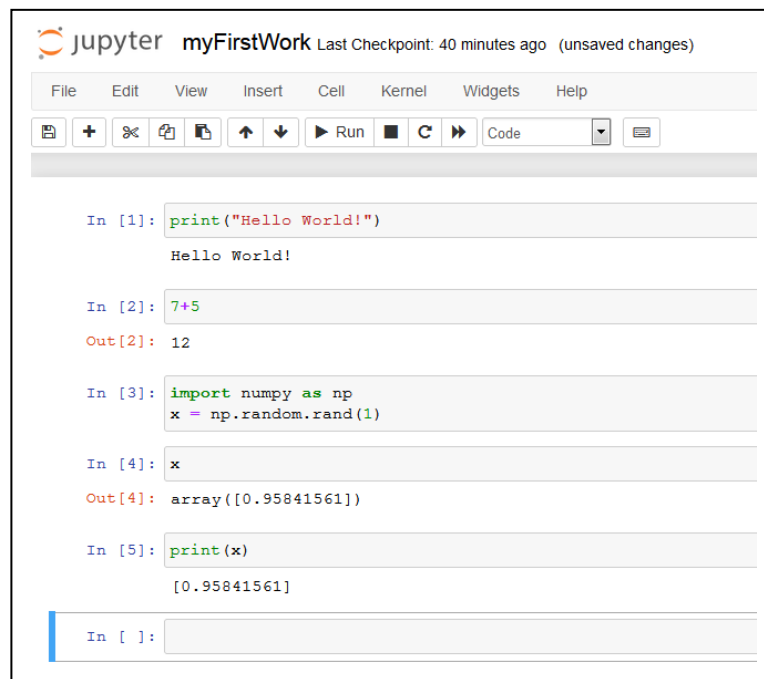 jupyter myFirstWork Last Checkpoint: 40 minutes ago (unsaved changes)
File Edit View Insert Cell Kernel Widgets Help
Run Code
In [1]: print("Hello World!")
Hello World!
In [2]: 7+5
Out[2]: 12
In [3]: import numpy as np
x = np.random.rand(1)
In [4]: x
Out[4]: array([0.95841561])
In [5]: print(x)
[0.95841561]
In [ ]: